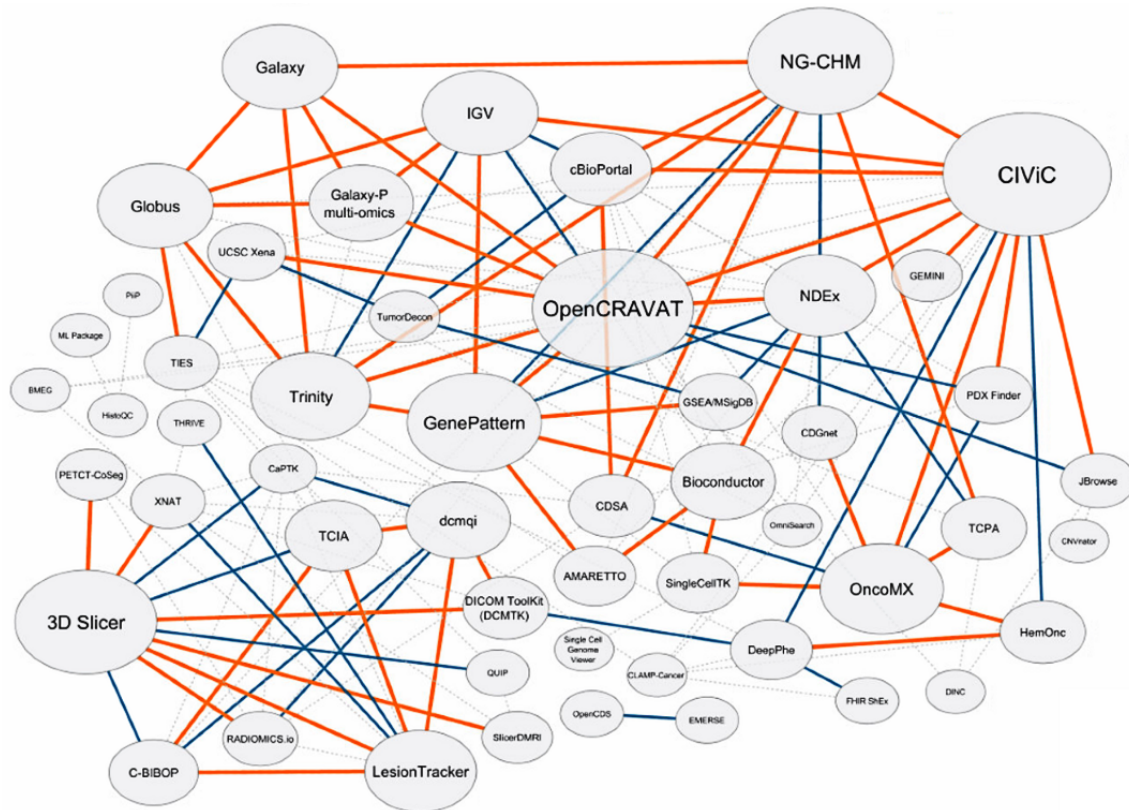 Galaxy
NG-CHM
IGV
cBioPortal
CIViC
Globus
Galaxy-P
multi-omics
UCSC Xena
GEMINI
PiiP
OpenCRAVAT
NDEx
TumorDecon
ML Package
TIES
BMEG
Trinity
HistoQC
GenePattern
GSEA/MSigDB
PDX Finder
THRIVE
CDGnet
PETCT-CoSeg
CaPTK
XNAT
Bioconductor
JBrowse
TCIA
dcmqi
CDSA
OmniSearch
TCPA
CNVnator
AMARETTO
SingleCellTK
OncoMX
3D Slicer
DICOM ToolKit
(DCMTK)
HemOnc
Single Cell
Genome
Viewer
DeepPhe
QUIP
CLAMP-Cancer
FHIR ShEx
DINC
OpenCDS
EMERSE
RADIOMICS.io
SlicerDMRI
C-BIBOP
LesionTracker